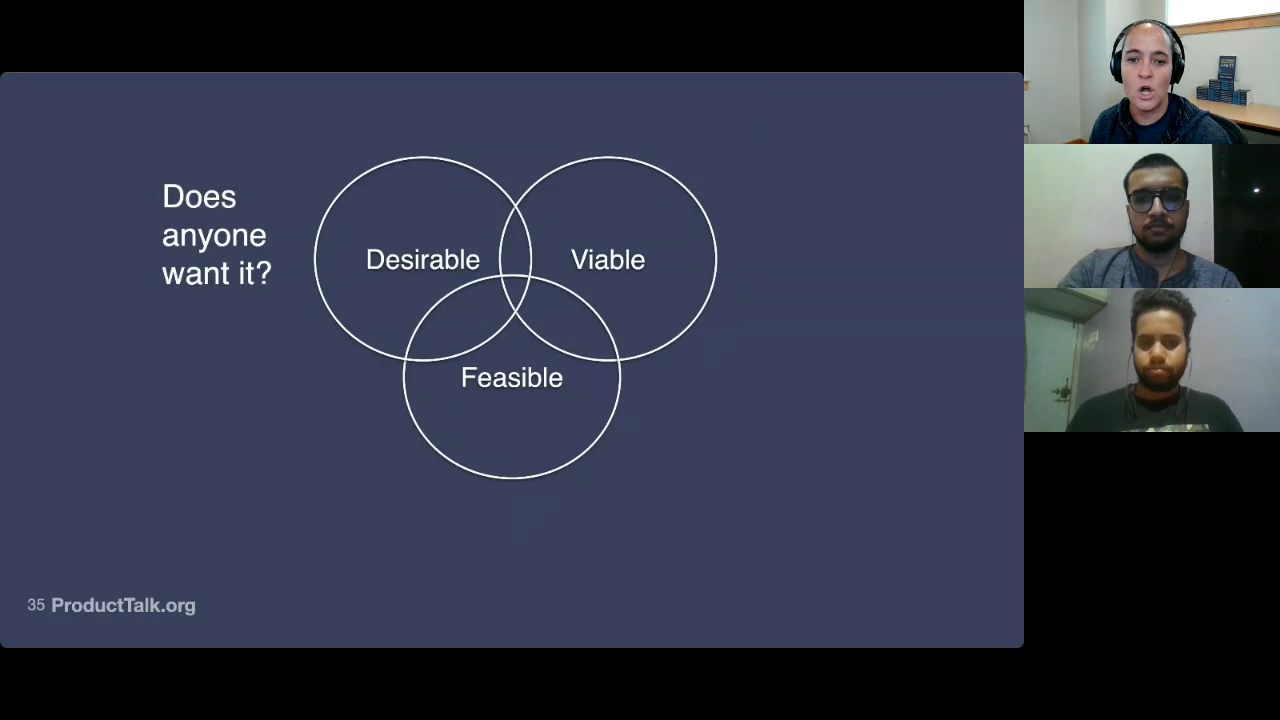 Does
anyone
want it?
Desirable
Viable
Feasible
35 ProductTalk.org